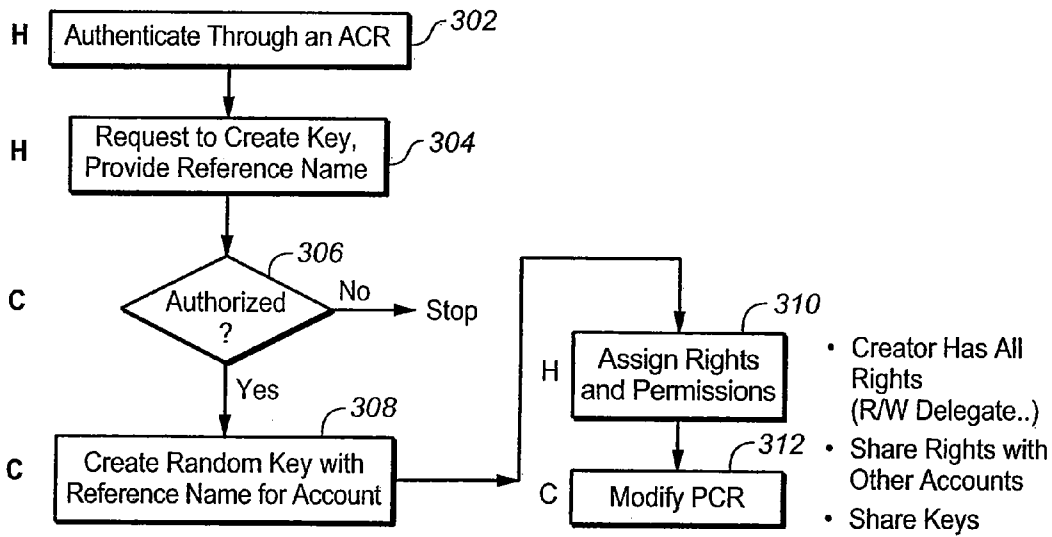 H
Authenticate Through an ACR
302
H
Request to Create Key,
Provide Reference Name
304
C
Authorized
?
306
No
Stop
Yes
C
Create Random Key with
Reference Name for Account
308
H
Assign Rights
and Permissions
310
C
Modify PCR
312
• Creator Has All
Rights
(R/W Delegate..)
• Share Rights with
Other Accounts
• Share Keys